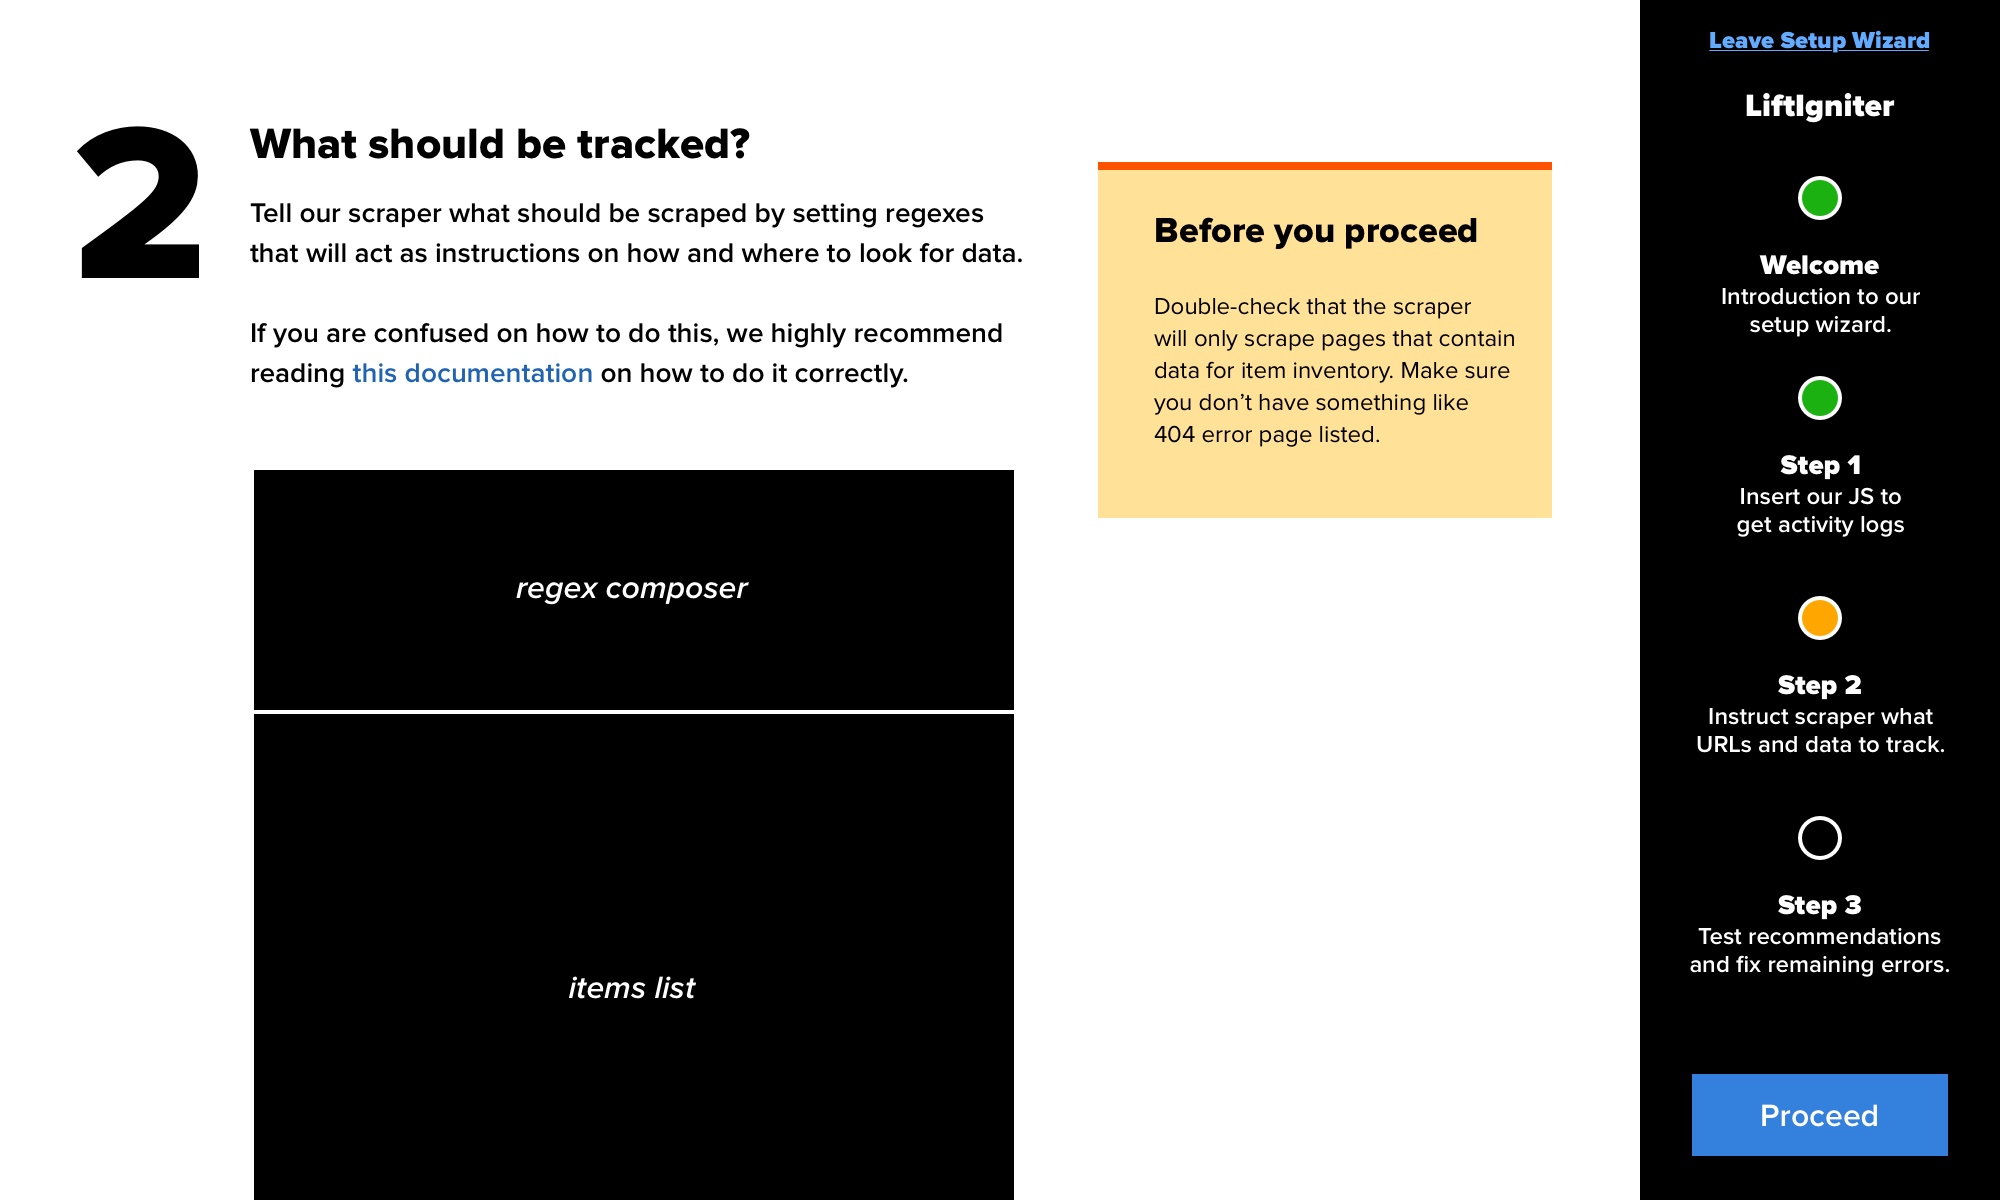 2
What should be tracked?
Tell our scraper what should be scraped by setting regexes
that will act as instructions on how and where to look for data.
If you are confused on how to do this, we highly recommend
reading this documentation on how to do it correctly.
regex composer
items list
Before you proceed
Double-check that the scraper
will only scrape pages that contain
data for item inventory. Make sure
you don’t have something like
404 error page listed.
Leave Setup Wizard
LiftIgniter
Welcome
Introduction to our
setup wizard.
Step 1
Insert our JS to
get activity logs
Step 2
Instruct scraper what
URLs and data to track.
Step 3
Test recommendations
and fix remaining errors.
Proceed